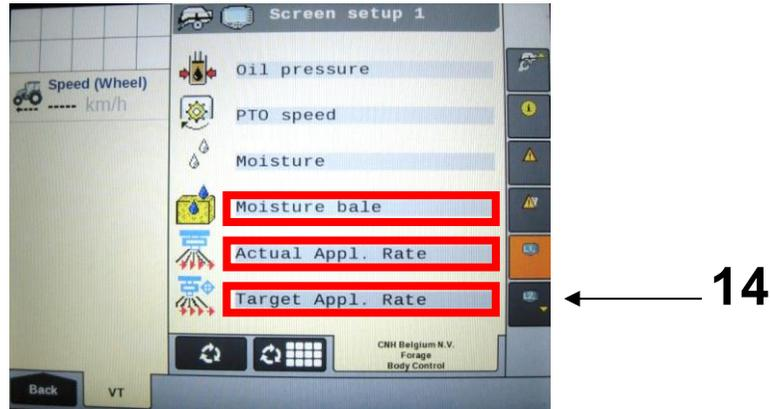 Screen setup 1
Speed (Wheel)
----- km/h
Oil pressure
PTO speed
Moisture
Moisture bale
Actual Appl. Rate
Target Appl. Rate
14
CNH Belgium N.V.
Forage
Body Control
Back
VT